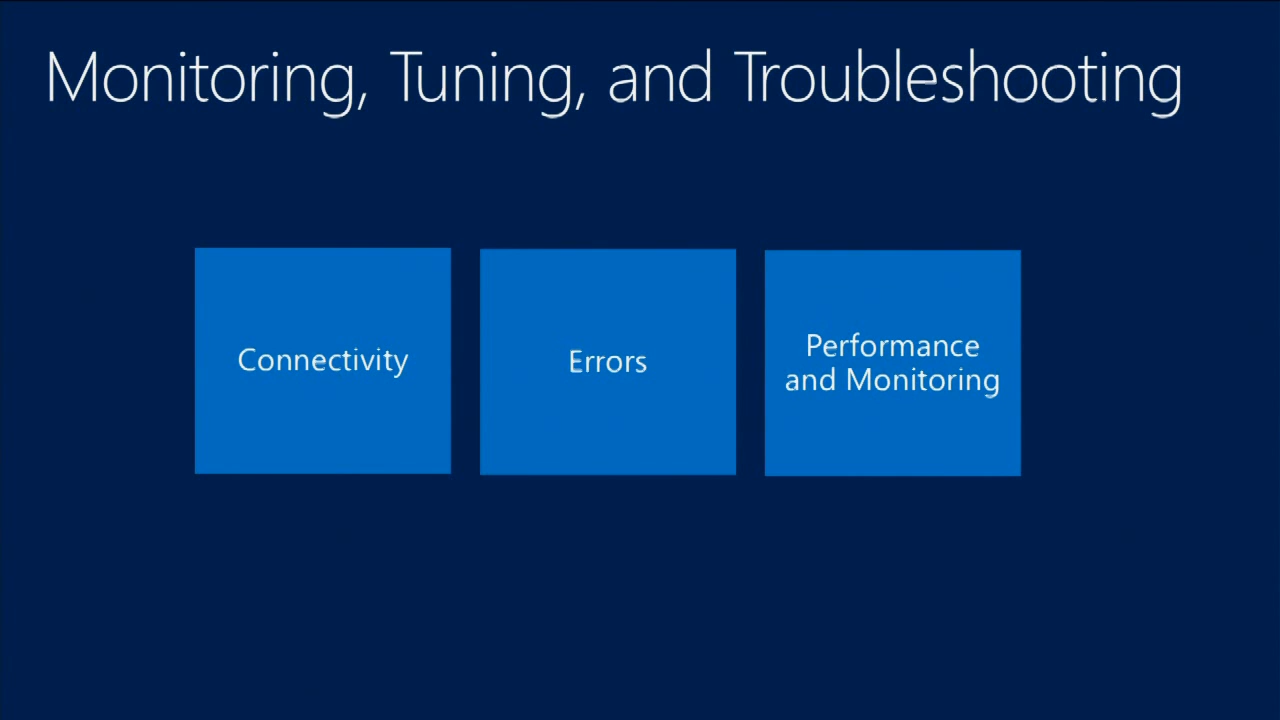 Monitoring, Tuning, and Troubleshooting
Connectivity
Errors
Performance
and Monitoring